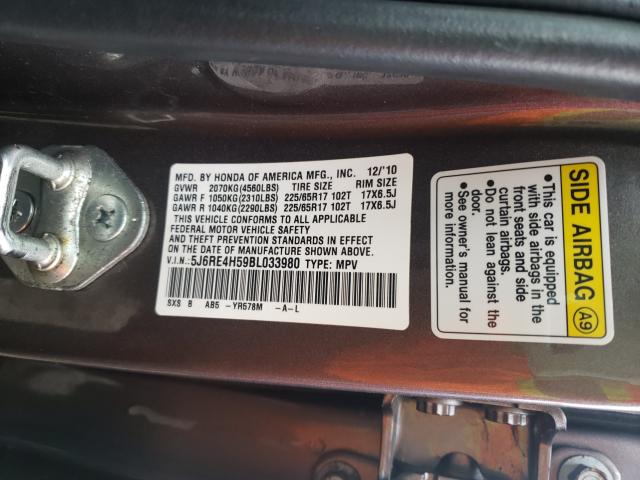 MFD. BY HONDA OF AMERICA MFG., INC. 12/'10
GVWR 2070KG(4560LBS) TIRE SIZE RIM SIZE
GAWR F 1050KG(2310LBS) 225/65R17 102T 17X6.5J
GAWR R 1040KG(2290LBS) 225/65R17 102T 17X6.5J
THIS VEHICLE CONFORMS TO ALL APPLICABLE
FEDERAL MOTOR VEHICLE SAFETY
AND THEFT PREVENTION STANDARDS IN EFFECT
ON THE DATE OF MANUFACTURE SHOWN ABOVE.
V.I.N: 5J6RE4H59BL033980 TYPE: MPV
SXS B AB5 -YR578M -A-L
SIDE AIRBAG A9
•This car is equipped
with side airbags in the
front seats and side
curtain airbags.
•Do not lean against the
door.
•See owner's manual for
more information.